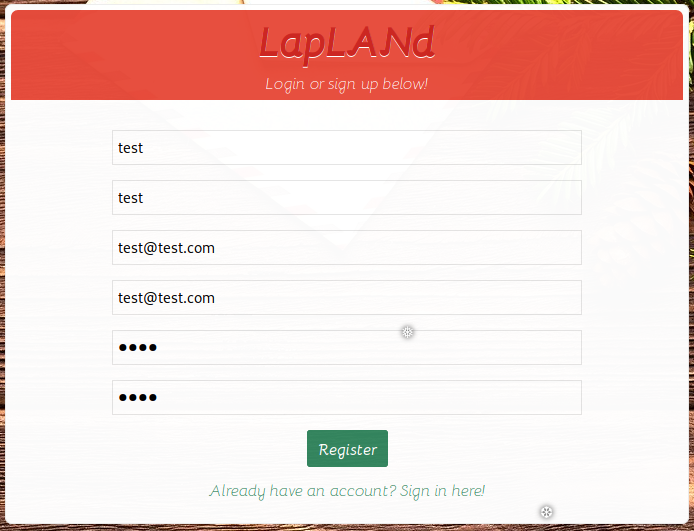 LapLANd
Login or sign up below!
test
test
test@test.com
test@test.com
●●●●
●●●●
Register
Already have an account? Sign in here!